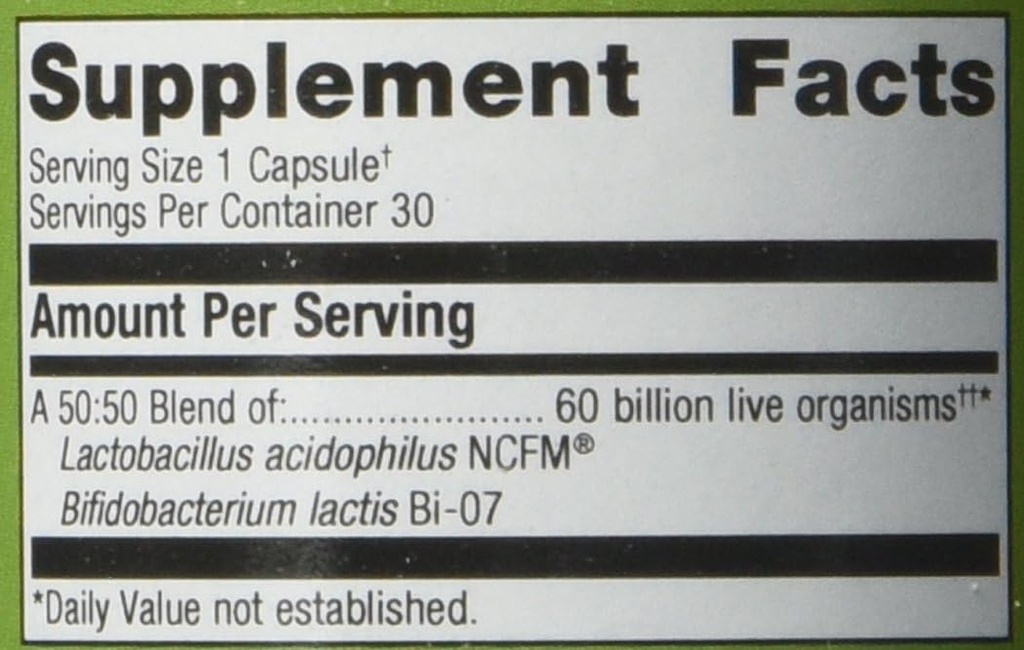 Supplement Facts
Serving Size 1 Capsule†
Servings Per Container 30
Amount Per Serving
A 50:50 Blend of:....................... 60 billion live organisms††*
Lactobacillus acidophilus NCFM®
Bifidobacterium lactis Bi-07
*Daily Value not established.